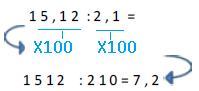 15,12 :2,1 =
X100 X100
1512 :210=7,2